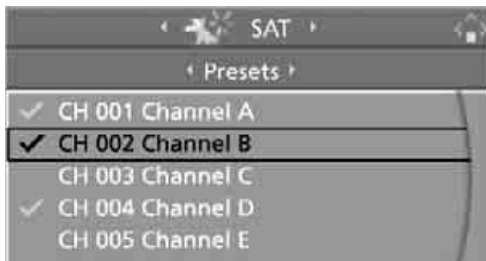 SAT
Presets
CH 001 Channel A
CH 002 Channel B
CH 003 Channel C
CH 004 Channel D
CH 005 Channel E